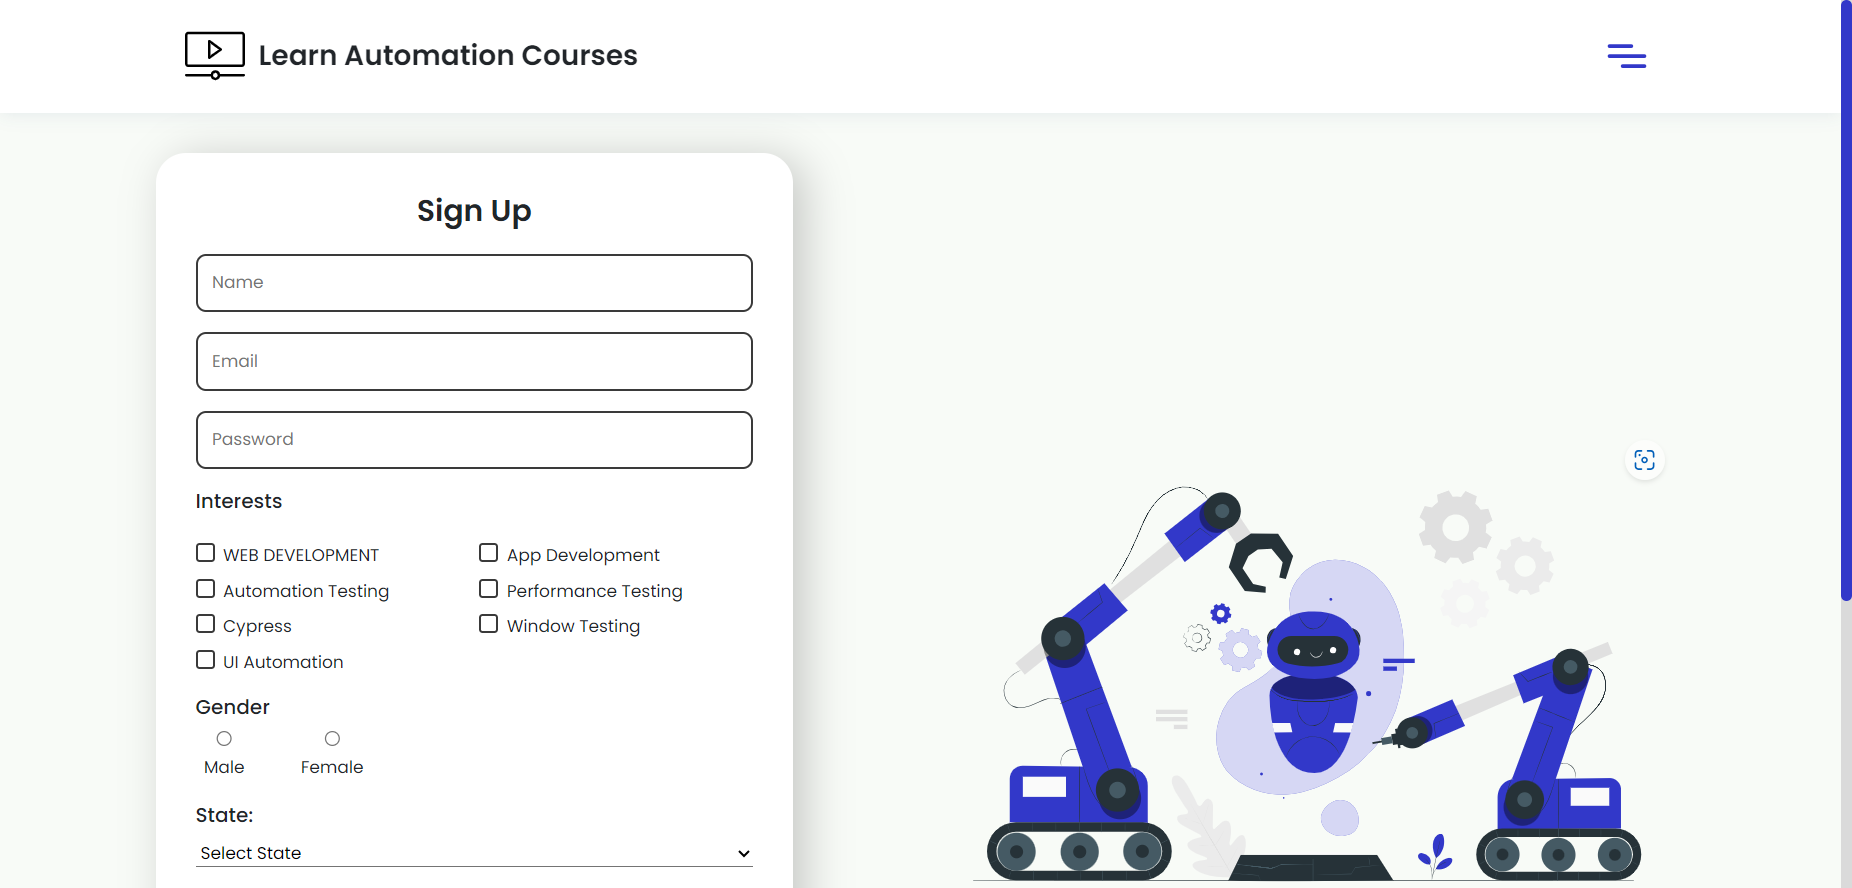 Learn Automation Courses
Sign Up
Name
Email
Password
Interests
WEB DEVELOPMENT App Development
Automation Testing Performance Testing
Cypress Window Testing
UI Automation
Gender
Male Female
State:
Select State